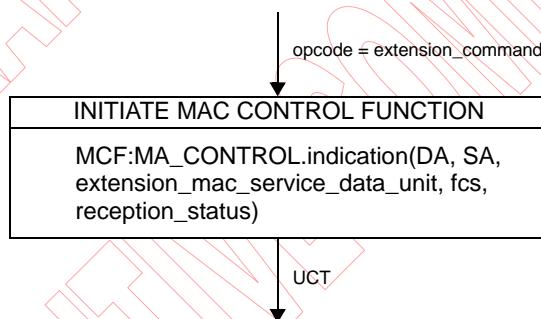 opcode = extension_command
INITIATE MAC CONTROL FUNCTION
MCF:MA_CONTROL.indication(DA, SA,
extension_mac_service_data_unit, fcs,
reception_status)
UCT